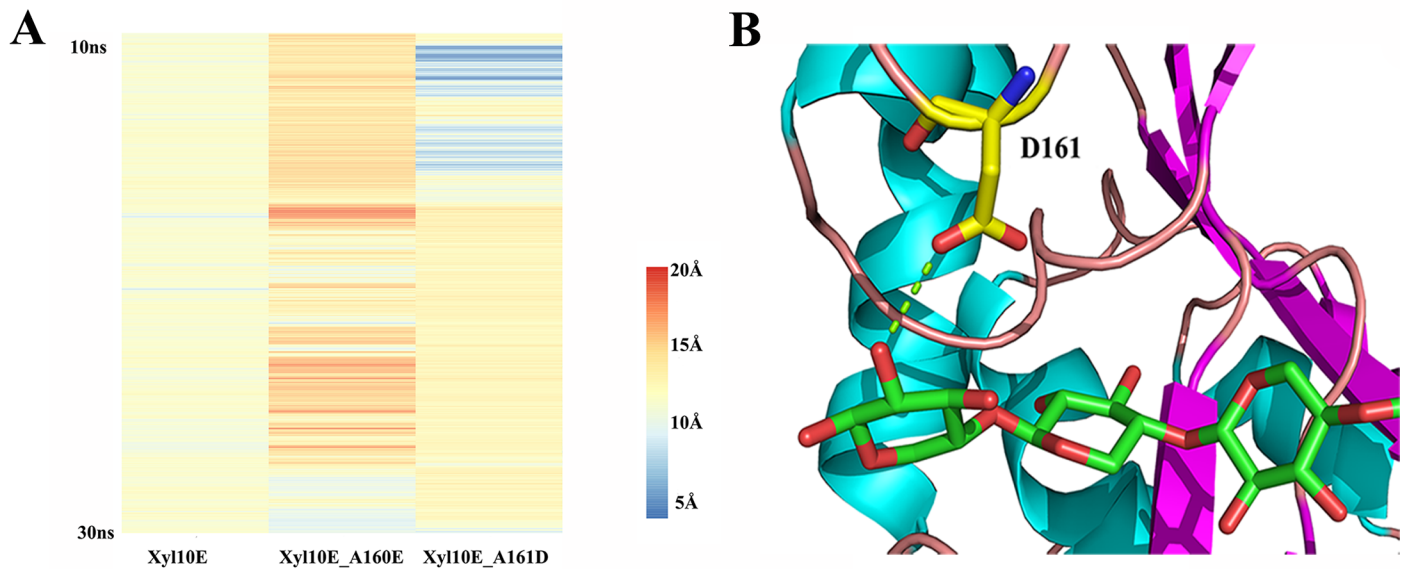 A
10ns
30ns
Xyl10E
Xyl10E_A160E
Xyl10E_A161D
20Å
15Å
10Å
5Å
B
D161